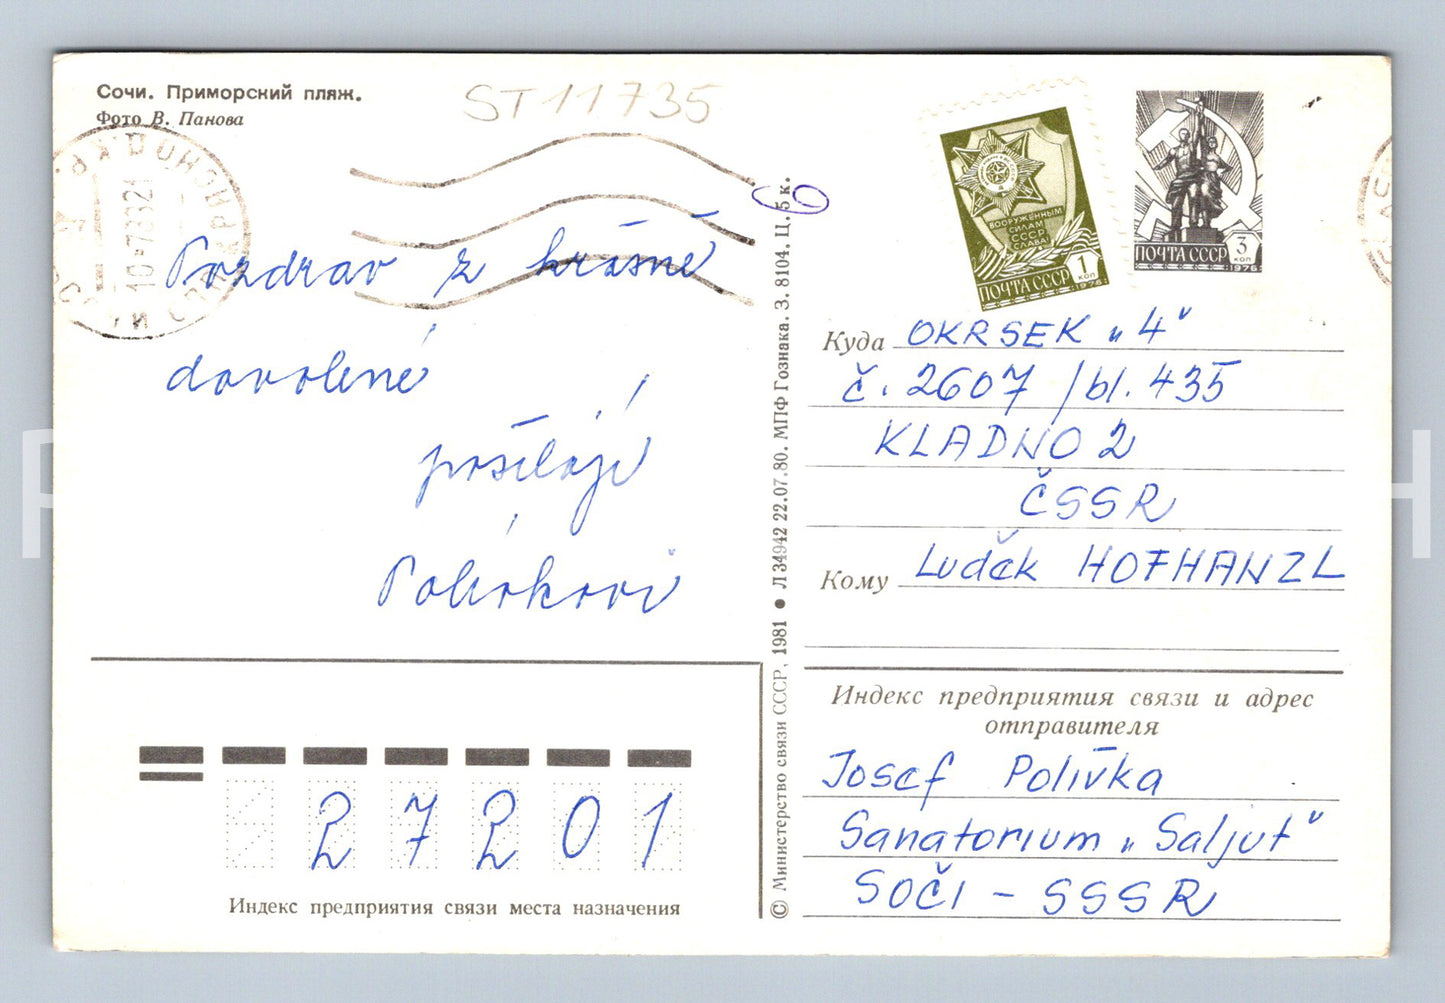 Сочи. Приморский пляж.
Фото В. Панова
ST11735
Pozdrav z krásné
dovolené
posílají
Polívkovi
27201
Индекс предприятия связи места назначения
© Министерство связи СССР, 1981 ● Л 34942 22.07.80. МПФ Гознака. З. 8104. Ц. 5 к.
6
ВООРУЖЕННЫМ
СИЛАМ
СССР
СЛАВА!
ПОЧТА СССР 1 КОП
1976
ПОЧТА СССР 3 КОП
1976
Куда OKRSEK „4“
č. 2607 / bl. 435
KLADNO 2
ČSSR
Кому Luděk HOFHANZL
Индекс предприятия связи и адрес
отправителя
Josef Polívka
Sanatorium „Saljut“
SOČI - SSSR